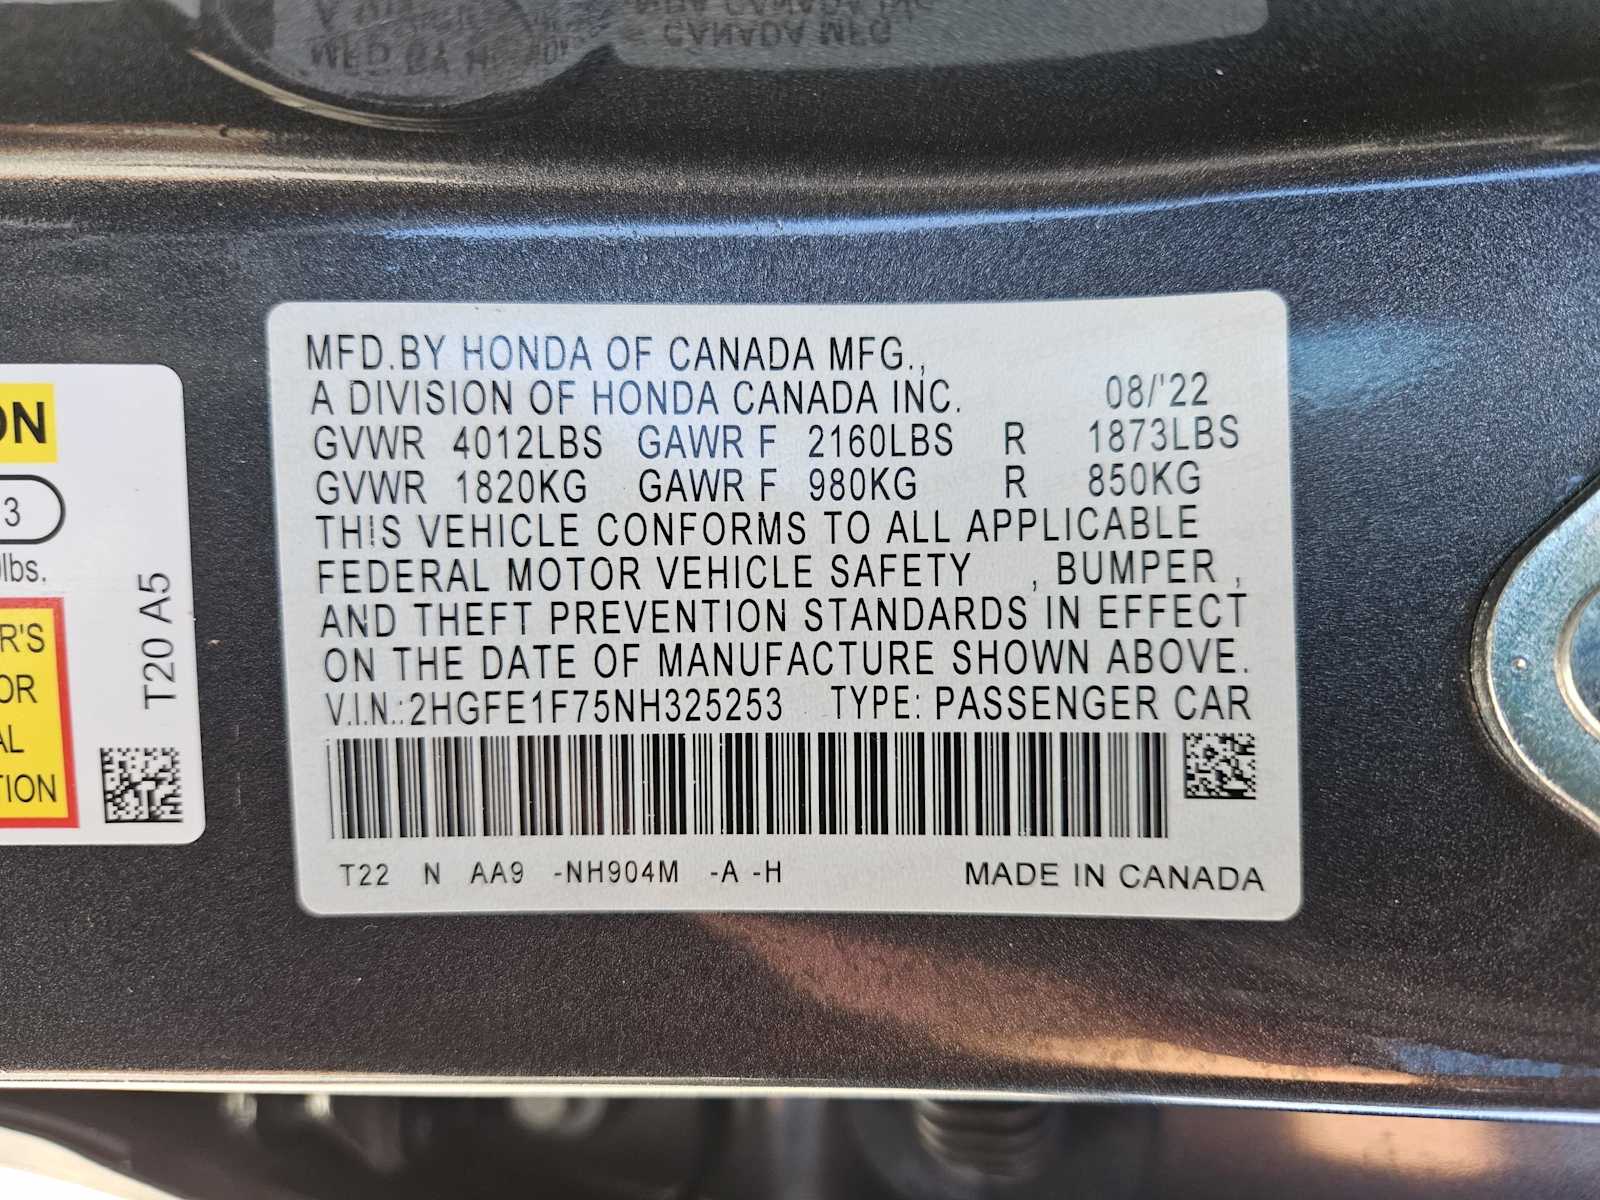 MFD.BY HONDA OF CANADA MFG.,
A DIVISION OF HONDA CANADA INC. 08/'22
GVWR 4012LBS GAWR F 2160LBS R 1873LBS
GVWR 1820KG GAWR F 980KG R 850KG
THIS VEHICLE CONFORMS TO ALL APPLICABLE
FEDERAL MOTOR VEHICLE SAFETY , BUMPER ,
AND THEFT PREVENTION STANDARDS IN EFFECT
ON THE DATE OF MANUFACTURE SHOWN ABOVE.
V.I.N.:2HGFE1F75NH325253 TYPE: PASSENGER CAR
T22 N AA9 -NH904M -A -H MADE IN CANADA
ON
3
lbs.
R'S
OR
AL
TION
T20 A5